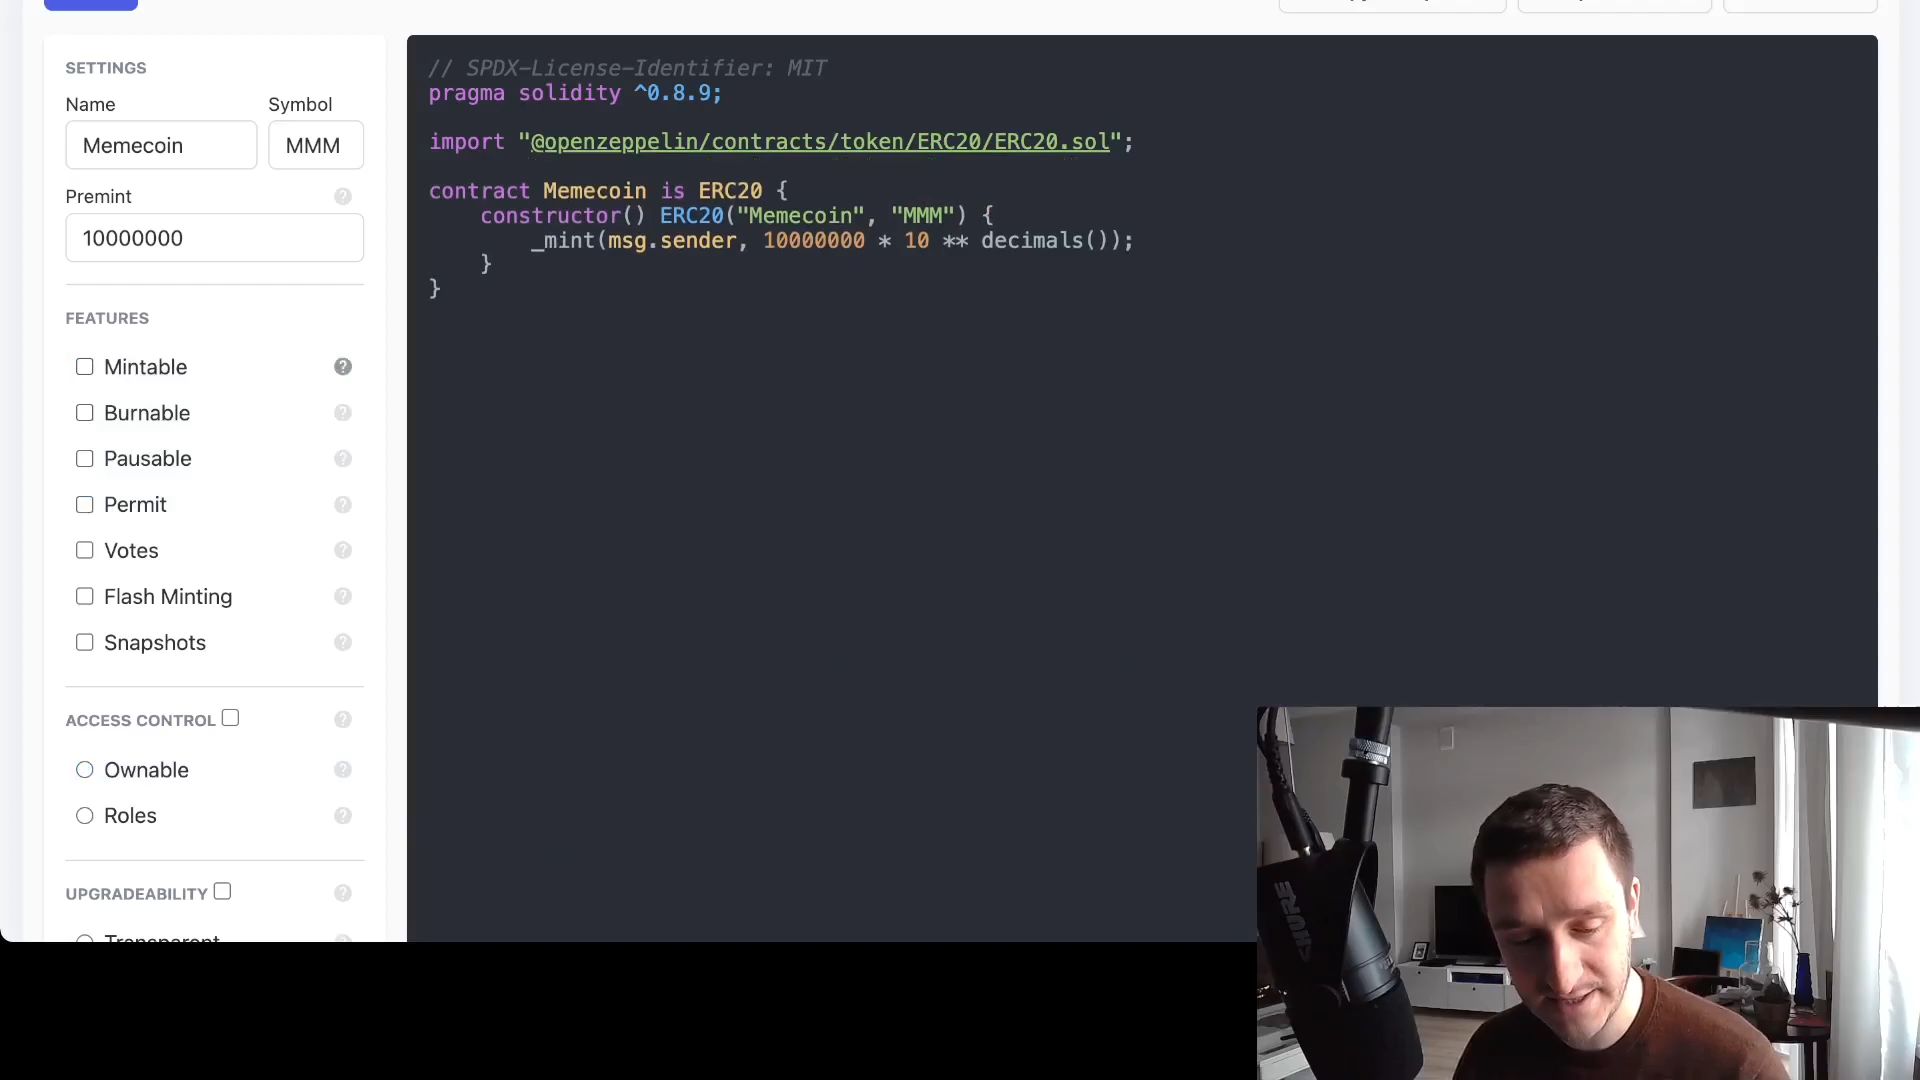 SETTINGS
Name Symbol
Memecoin MMM
Premint ?
10000000
FEATURES
Mintable ?
Burnable ?
Pausable ?
Permit ?
Votes ?
Flash Minting ?
Snapshots ?
ACCESS CONTROL ?
Ownable ?
Roles ?
UPGRADEABILITY ?
Transparent
// SPDX-License-Identifier: MIT
pragma solidity ^0.8.9;
import "@openzeppelin/contracts/token/ERC20/ERC20.sol";
contract Memecoin is ERC20 {
constructor() ERC20("Memecoin", "MMM") {
_mint(msg.sender, 10000000 * 10 ** decimals());
}
}
SHURE